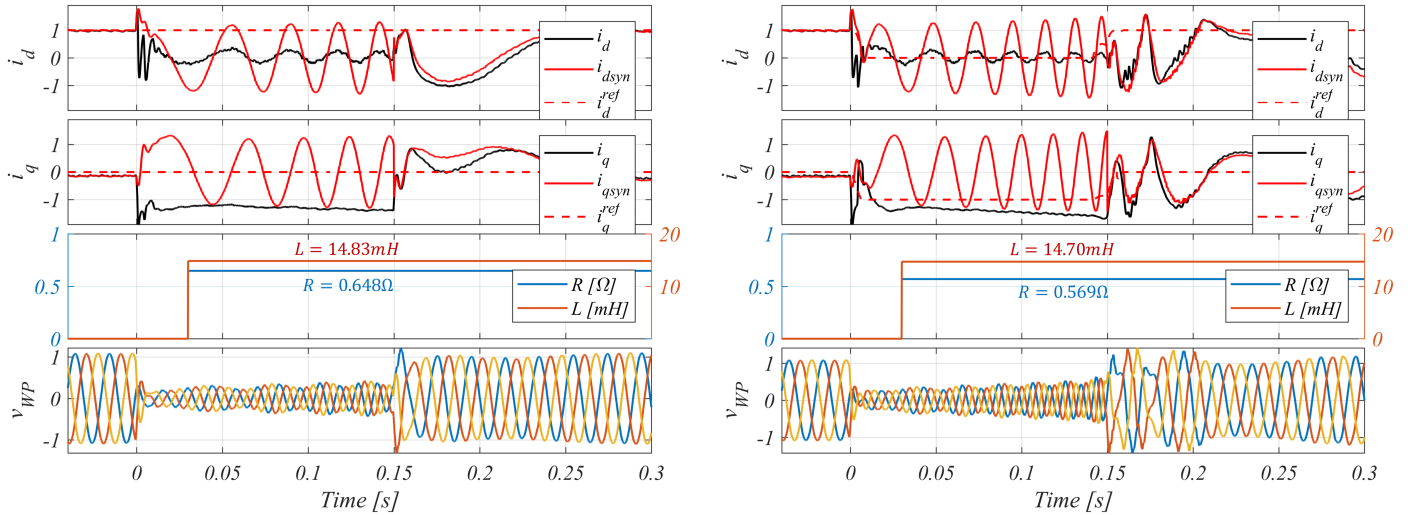 1
0
-1
i_d
i_d
i_dsyn
i_d^ref
1
0
-1
i_q
i_q
i_qsyn
i_q^ref
1
0.5
0
20
10
0
L = 14.83mH
R = 0.648Ω
R [Ω]
L [mH]
1
0
-1
v_WP
0 0.05 0.1 0.15 0.2 0.25 0.3
Time [s]
1
0
-1
i_d
i_d
i_dsyn
i_d^ref
1
0
-1
i_q
i_q
i_qsyn
i_q^ref
1
0.5
0
20
10
0
L = 14.70mH
R = 0.569Ω
R [Ω]
L [mH]
1
0
-1
v_WP
0 0.05 0.1 0.15 0.2 0.25 0.3
Time [s]